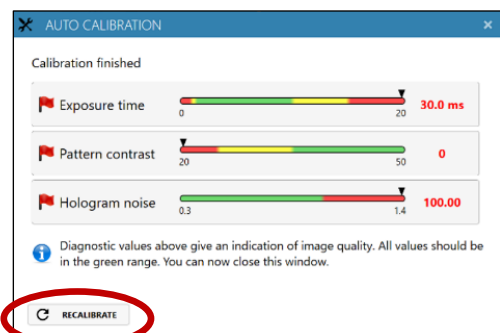 AUTO CALIBRATION
Calibration finished
Exposure time 0 20 30.0 ms
Pattern contrast 20 50 0
Hologram noise 0.3 1.4 100.00
Diagnostic values above give an indication of image quality. All values should be
in the green range. You can now close this window.
RECALIBRATE